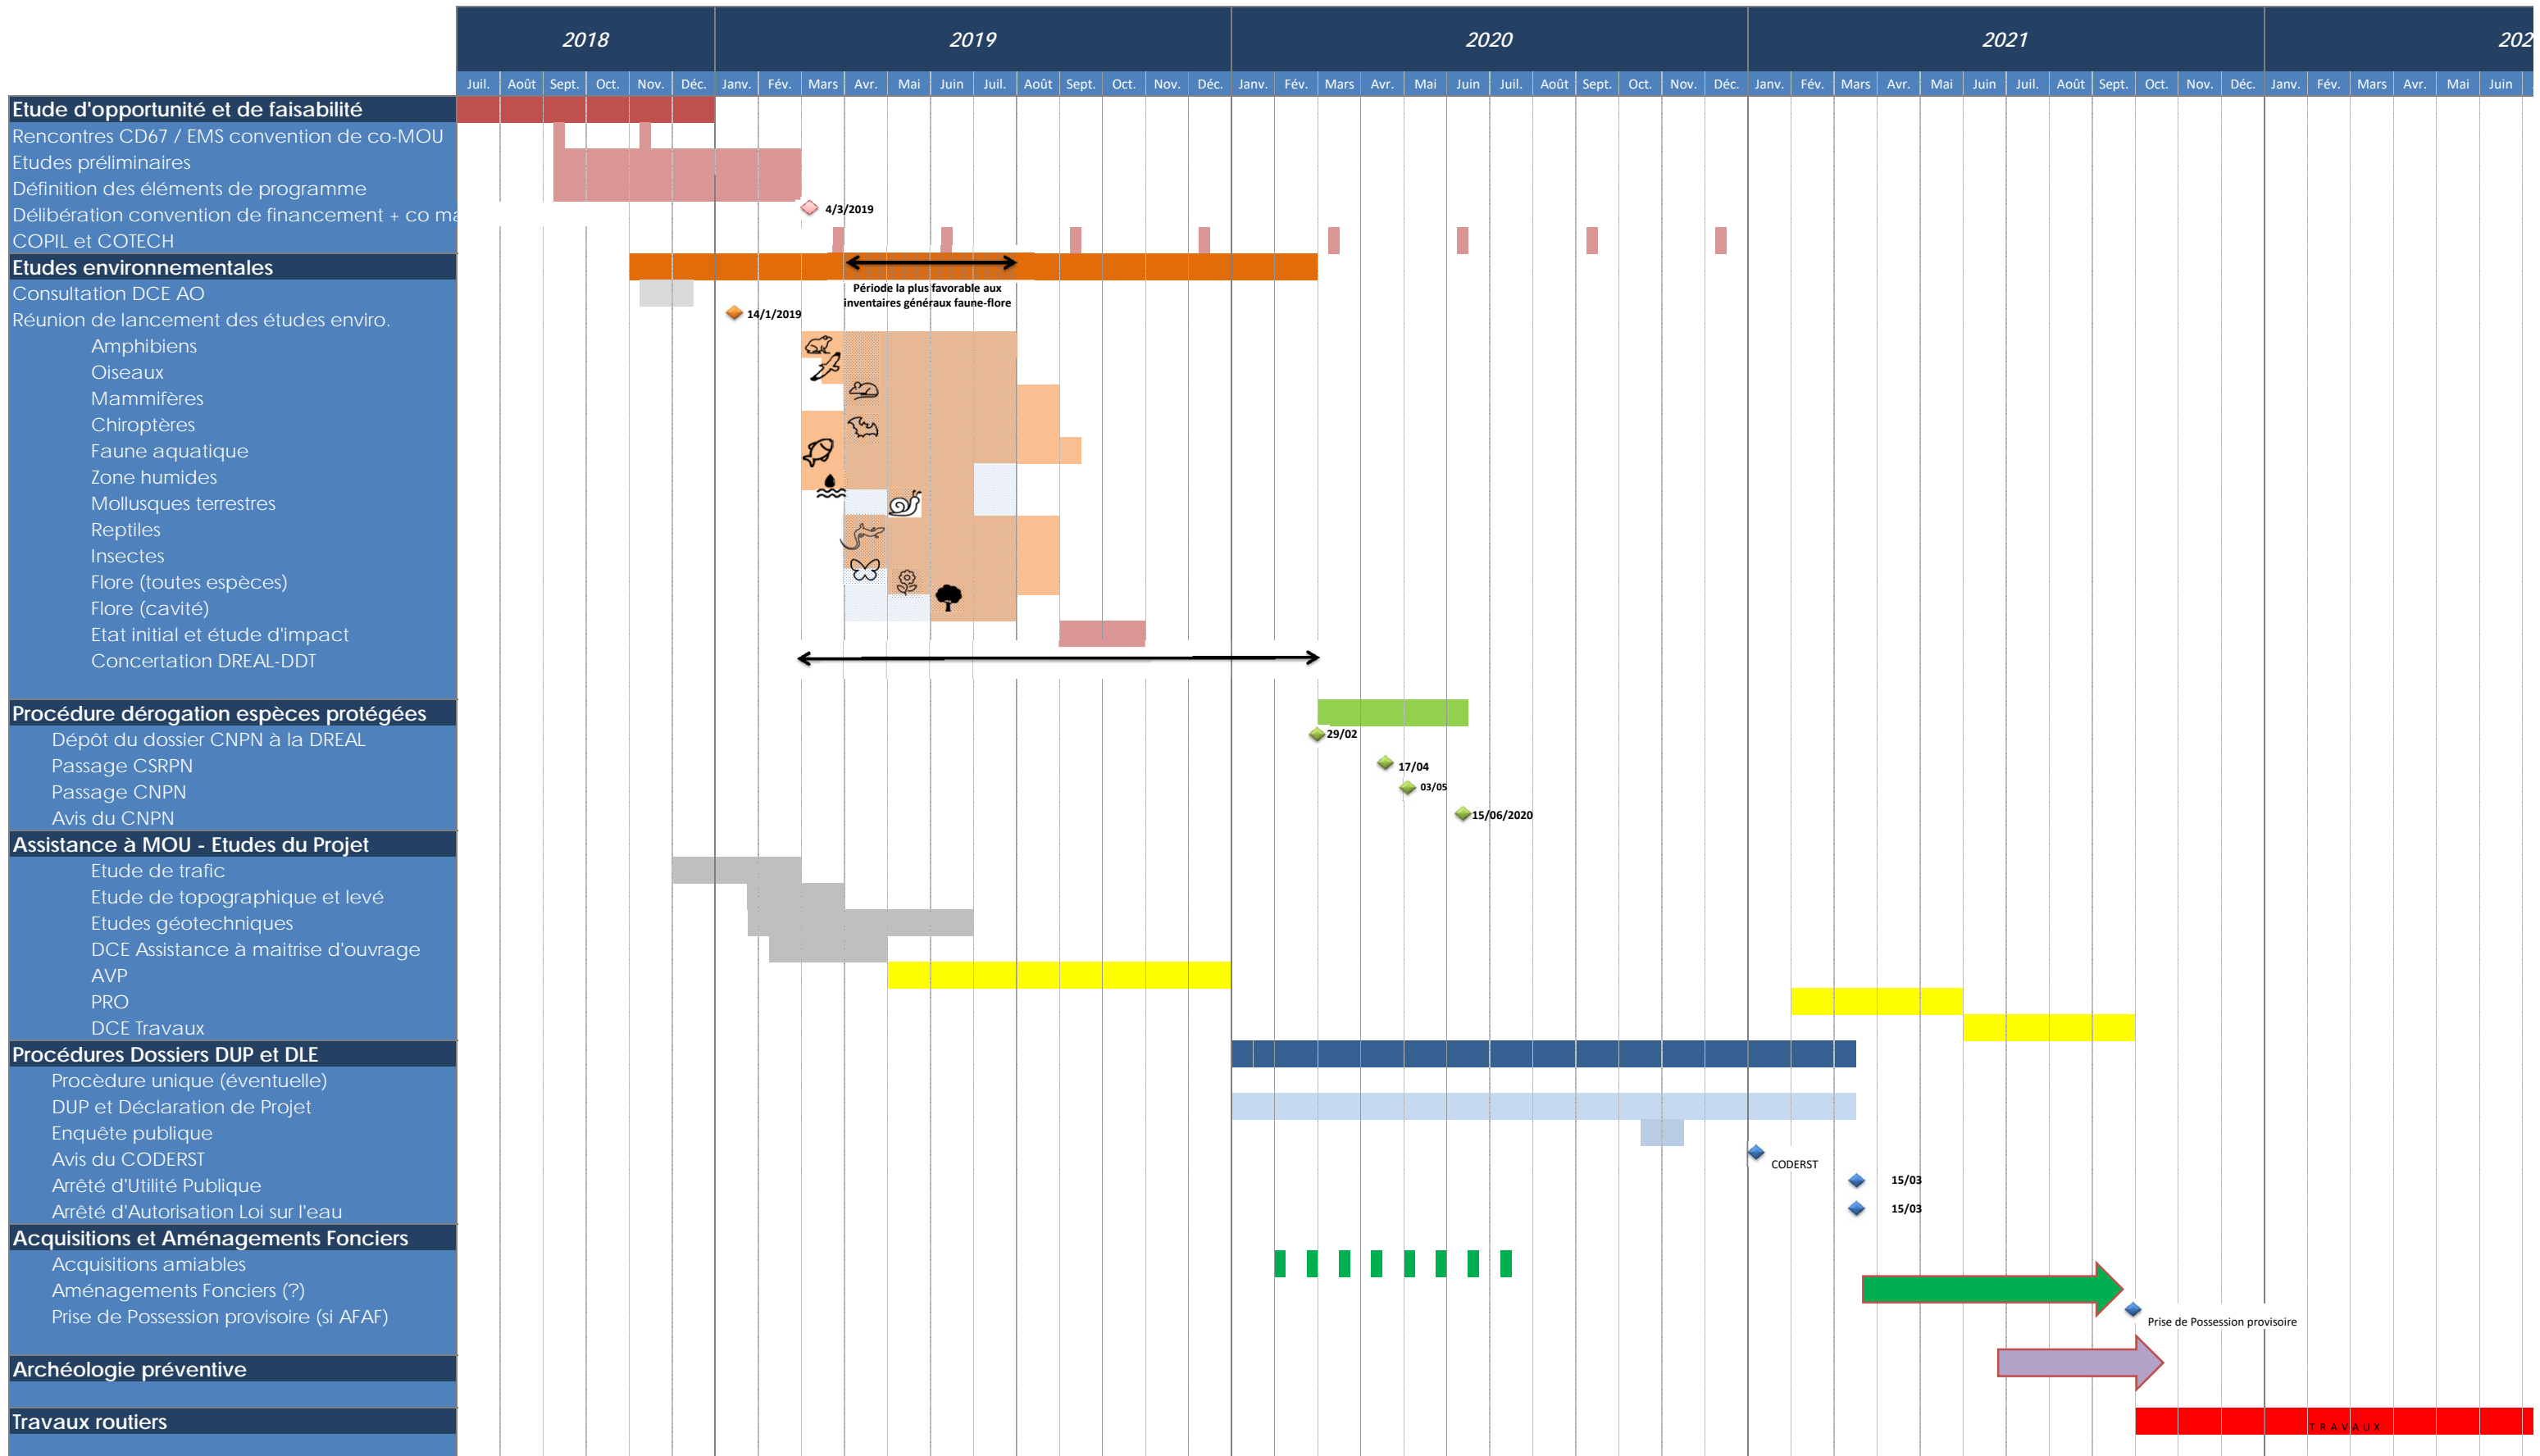 2018 2019 2020 2021 202
Juil. Août Sept. Oct. Nov. Déc. Janv. Fév. Mars Avr. Mai Juin Juil. Août Sept. Oct. Nov. Déc. Janv. Fév. Mars Avr. Mai Juin Juil. Août Sept. Oct. Nov. Déc. Janv. Fév. Mars Avr. Mai Juin Juil. Août Sept. Oct. Nov. Déc. Janv. Fév. Mars Avr. Mai Juin
Etude d'opportunité et de faisabilité
Rencontres CD67 / EMS convention de co-MOU
Etudes préliminaires
Définition des éléments de programme
Délibération convention de financement + co ma
4/3/2019
COPIL et COTECH
Etudes environnementales
Consultation DCE AO
Période la plus favorable aux
inventaires généraux faune-flore
Réunion de lancement des études enviro.
14/1/2019
Amphibiens
Oiseaux
Mammifères
Chiroptères
Faune aquatique
Zone humides
Mollusques terrestres
Reptiles
Insectes
Flore (toutes espèces)
Flore (cavité)
Etat initial et étude d'impact
Concertation DREAL-DDT
Procédure dérogation espèces protégées
Dépôt du dossier CNPN à la DREAL
29/02
Passage CSRPN
17/04
Passage CNPN
03/05
Avis du CNPN
15/06/2020
Assistance à MOU - Etudes du Projet
Etude de trafic
Etude de topographique et levé
Etudes géotechniques
DCE Assistance à maitrise d'ouvrage
AVP
PRO
DCE Travaux
Procédures Dossiers DUP et DLE
Procèdure unique (éventuelle)
DUP et Déclaration de Projet
Enquête publique
Avis du CODERST
CODERST
Arrêté d'Utilité Publique
15/03
Arrêté d'Autorisation Loi sur l'eau
15/03
Acquisitions et Aménagements Fonciers
Acquisitions amiables
Aménagements Fonciers (?)
Prise de Possession provisoire (si AFAF)
Prise de Possession provisoire
Archéologie préventive
Travaux routiers
TRAVAUX